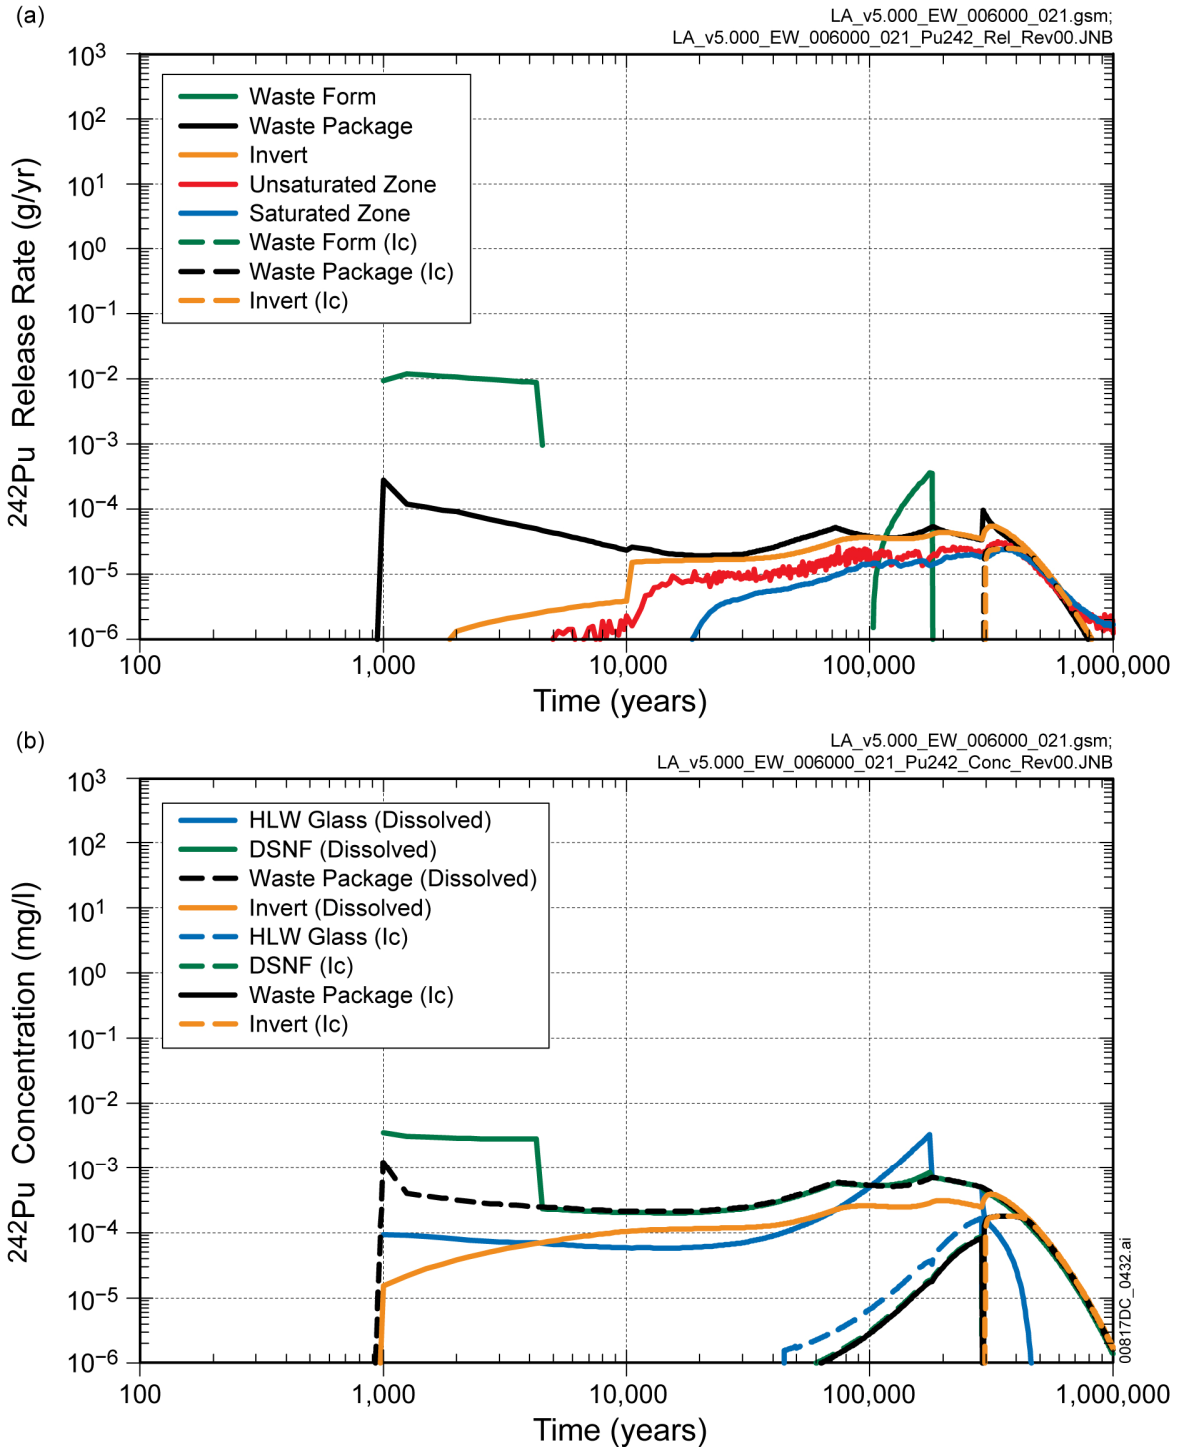 (a)
LA_v5.000_EW_006000_021.gsm;
LA_v5.000_EW_006000_021_Pu242_Rel_Rev00.JNB
10³
10²
10¹
10⁰
10⁻¹
10⁻²
10⁻³
10⁻⁴
10⁻⁵
10⁻⁶
²⁴²Pu Release Rate (g/yr)
Waste Form
Waste Package
Invert
Unsaturated Zone
Saturated Zone
Waste Form (Ic)
Waste Package (Ic)
Invert (Ic)
100 1,000 10,000 100,000 1,000,000
Time (years)
(b)
LA_v5.000_EW_006000_021.gsm;
LA_v5.000_EW_006000_021_Pu242_Conc_Rev00.JNB
10³
10²
10¹
10⁰
10⁻¹
10⁻²
10⁻³
10⁻⁴
10⁻⁵
10⁻⁶
²⁴²Pu Concentration (mg/l)
HLW Glass (Dissolved)
DSNF (Dissolved)
Waste Package (Dissolved)
Invert (Dissolved)
HLW Glass (Ic)
DSNF (Ic)
Waste Package (Ic)
Invert (Ic)
00817DC_0432.ai
100 1,000 10,000 100,000 1,000,000
Time (years)